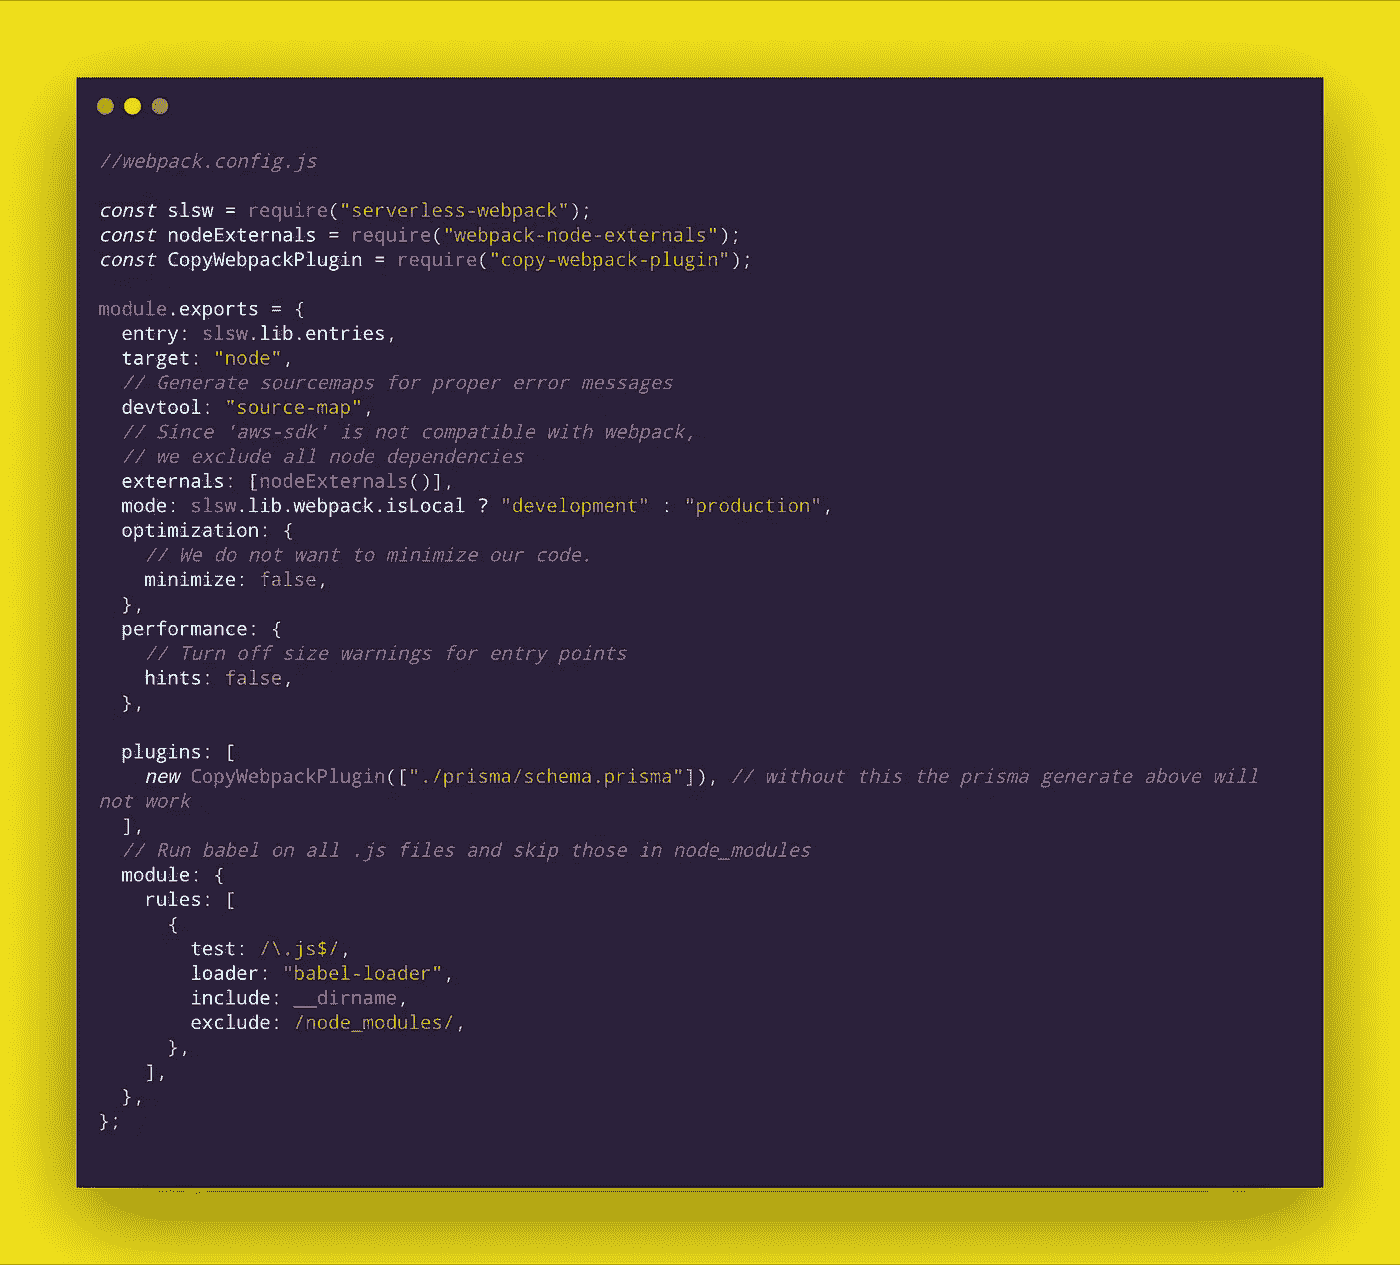 //webpack.config.js
const slsw = require("serverless-webpack");
const nodeExternals = require("webpack-node-externals");
const CopyWebpackPlugin = require("copy-webpack-plugin");
module.exports = {
  entry: slsw.lib.entries,
  target: "node",
  // Generate sourcemaps for proper error messages
  devtool: "source-map",
  // Since 'aws-sdk' is not compatible with webpack,
  // we exclude all node dependencies
  externals: [nodeExternals()],
  mode: slsw.lib.webpack.isLocal ? "development" : "production",
  optimization: {
    // We do not want to minimize our code.
    minimize: false,
  },
  performance: {
    // Turn off size warnings for entry points
    hints: false,
  },
  plugins: [
    new CopyWebpackPlugin(["./prisma/schema.prisma"]), // without this the prisma generate above will
not work
  ],
  // Run babel on all .js files and skip those in node_modules
  module: {
    rules: [
      {
        test: /\.js$/,
        loader: "babel-loader",
        include: __dirname,
        exclude: /node_modules/,
      },
    ],
  },
};